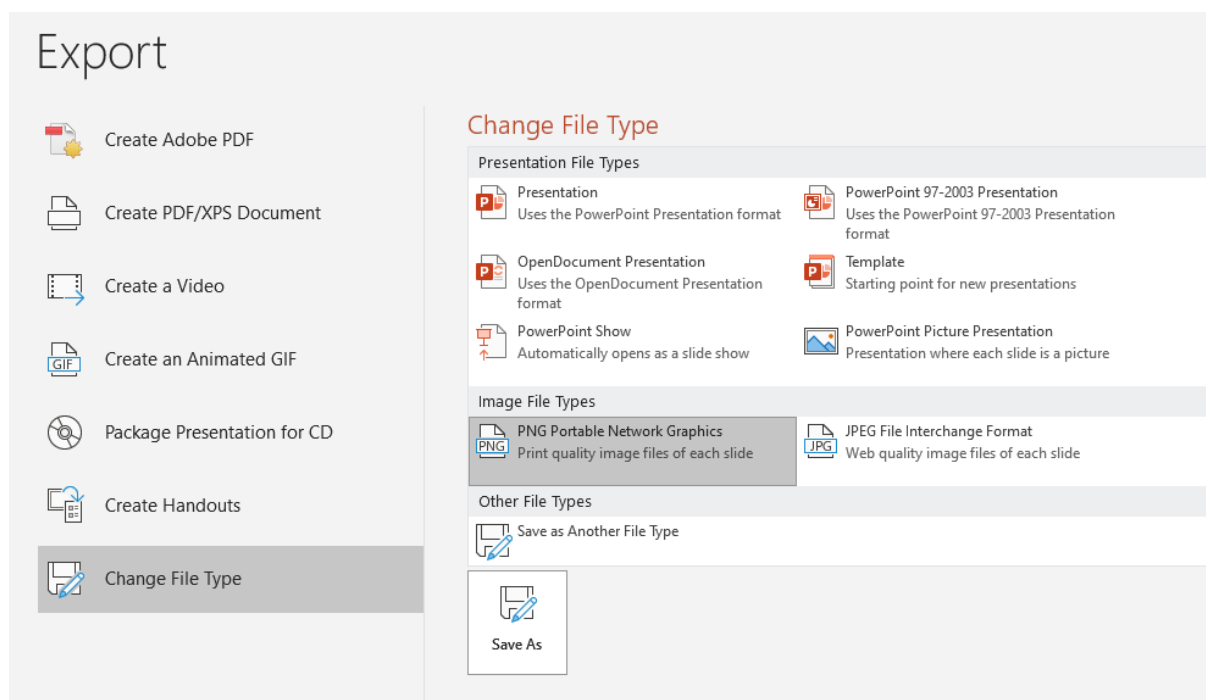 Export
Create Adobe PDF
Create PDF/XPS Document
Create a Video
GIF
Create an Animated GIF
Package Presentation for CD
Create Handouts
Change File Type
Change File Type
Presentation File Types
P
Presentation
Uses the PowerPoint Presentation format
PowerPoint 97-2003 Presentation
Uses the PowerPoint 97-2003 Presentation
format
P
OpenDocument Presentation
Uses the OpenDocument Presentation
format
P
Template
Starting point for new presentations
PowerPoint Show
Automatically opens as a slide show
PowerPoint Picture Presentation
Presentation where each slide is a picture
Image File Types
PNG
PNG Portable Network Graphics
Print quality image files of each slide
JPG
JPEG File Interchange Format
Web quality image files of each slide
Other File Types
Save as Another File Type
Save As